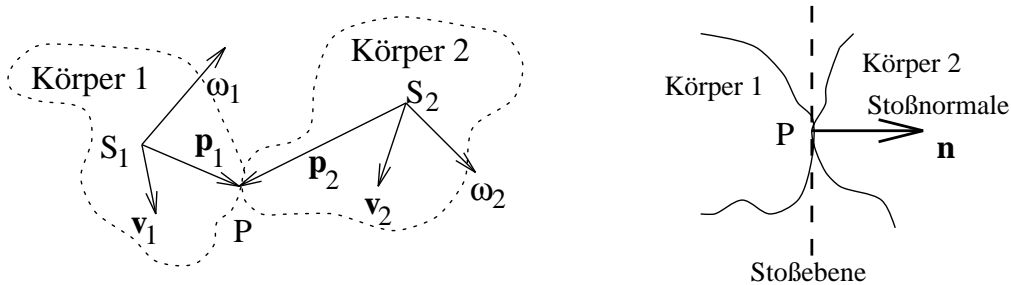 Körper 1
ω1
S1
p1
v1
P
Körper 2
S2
p2
v2
ω2
Körper 1
Körper 2
Stoßnormale
P
n
Stoßebene